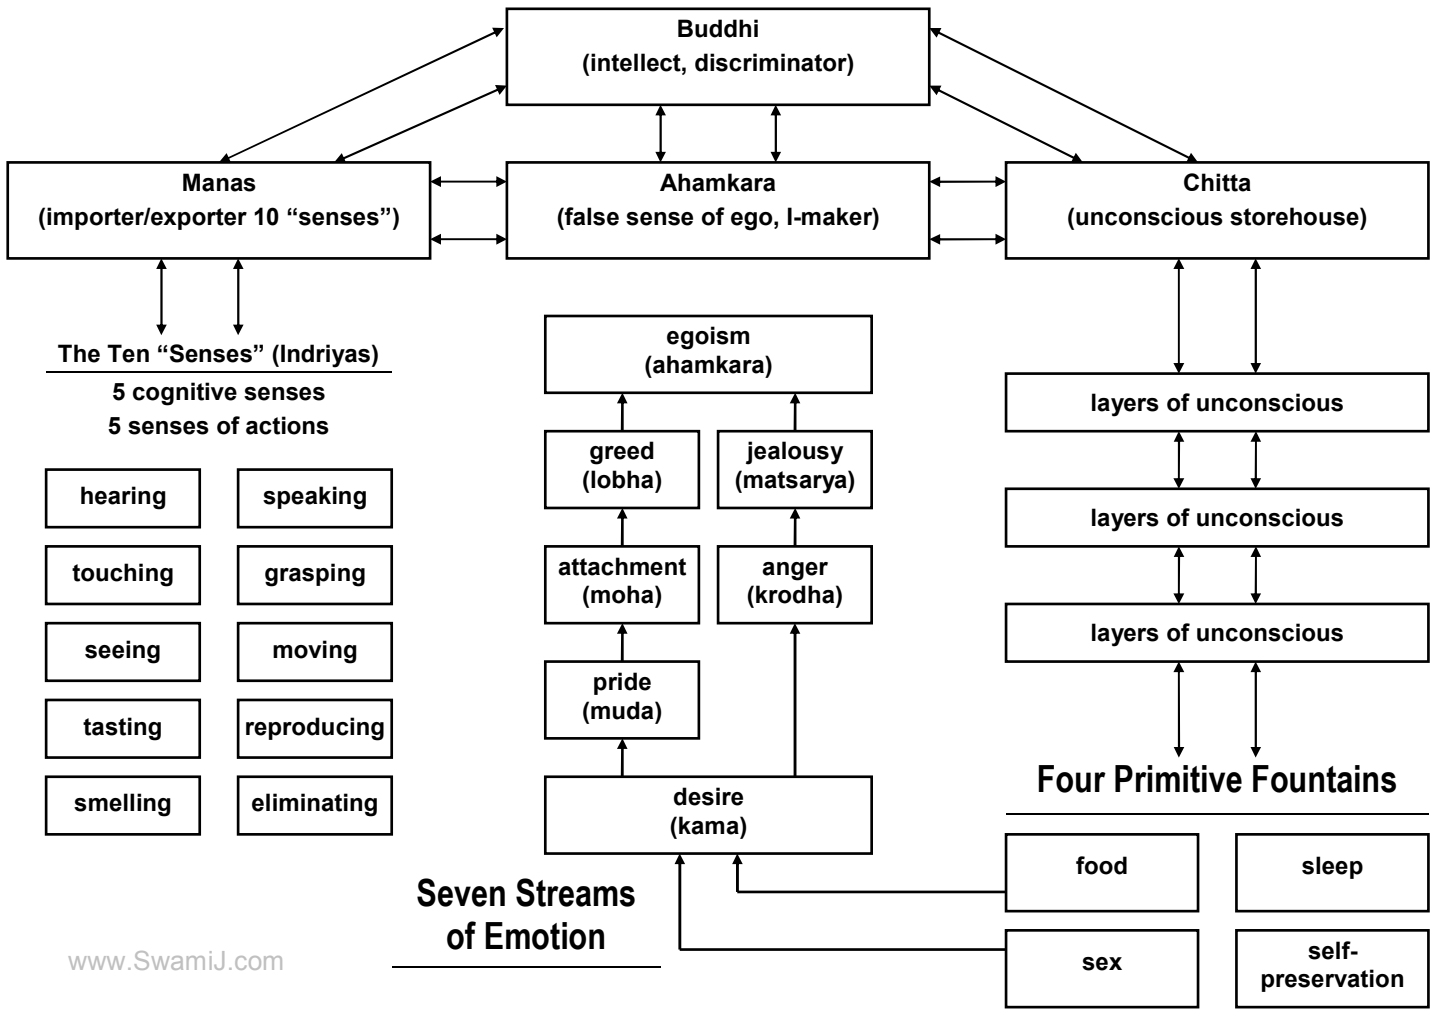 Buddhi
(intellect, discriminator)
Manas
(importer/exporter 10 “senses”)
Ahamkara
(false sense of ego, I-maker)
Chitta
(unconscious storehouse)
The Ten “Senses” (Indriyas)
5 cognitive senses
5 senses of actions
hearing
speaking
touching
grasping
seeing
moving
tasting
reproducing
smelling
eliminating
egoism
(ahamkara)
greed
(lobha)
jealousy
(matsarya)
attachment
(moha)
anger
(krodha)
pride
(muda)
desire
(kama)
Seven Streams
of Emotion
layers of unconscious
layers of unconscious
layers of unconscious
Four Primitive Fountains
food
sleep
sex
self-
preservation
www.SwamiJ.com